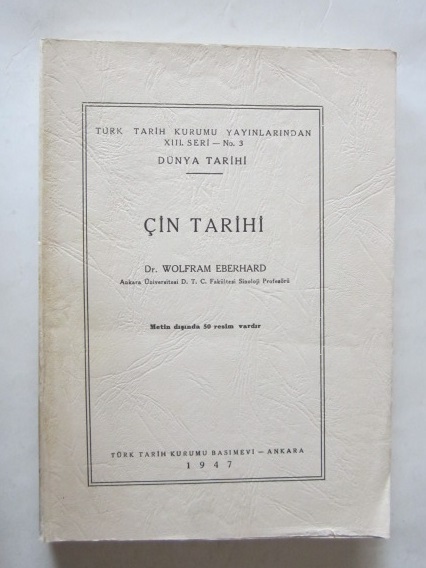 TÜRK TARİH KURUMU YAYINLARINDAN
XIII. SERİ — No. 3
DÜNYA TARİHİ
ÇİN TARİHİ
Dr. WOLFRAM EBERHARD
Ankara Üniversitesi D. T. C. Fakültesi Sinoloji Profesörü
Metin dışında 50 resim vardır
TÜRK TARİH KURUMU BASIMEVİ — ANKARA
1947